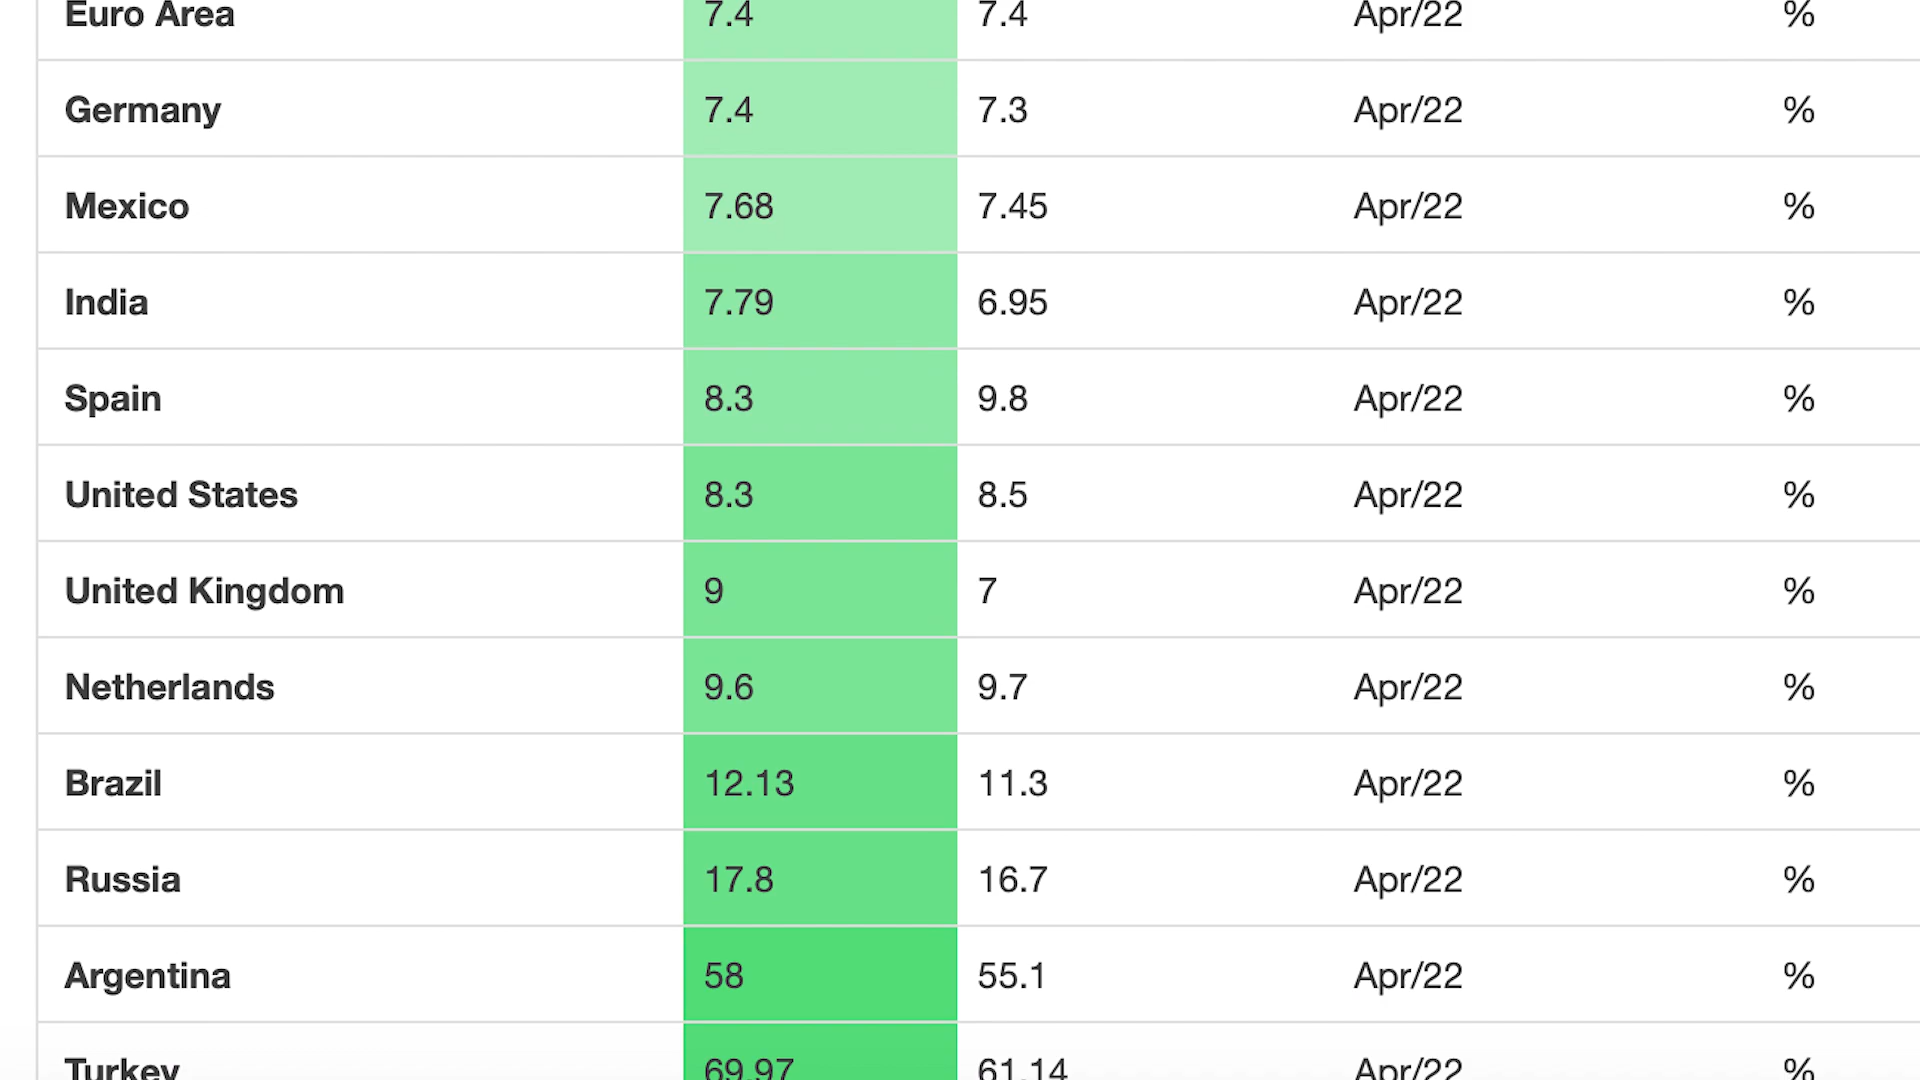 Euro Area 7.4 7.4 Apr/22 %
Germany 7.4 7.3 Apr/22 %
Mexico 7.68 7.45 Apr/22 %
India 7.79 6.95 Apr/22 %
Spain 8.3 9.8 Apr/22 %
United States 8.3 8.5 Apr/22 %
United Kingdom 9 7 Apr/22 %
Netherlands 9.6 9.7 Apr/22 %
Brazil 12.13 11.3 Apr/22 %
Russia 17.8 16.7 Apr/22 %
Argentina 58 55.1 Apr/22 %
Turkey 69.97 61.14 Apr/22 %